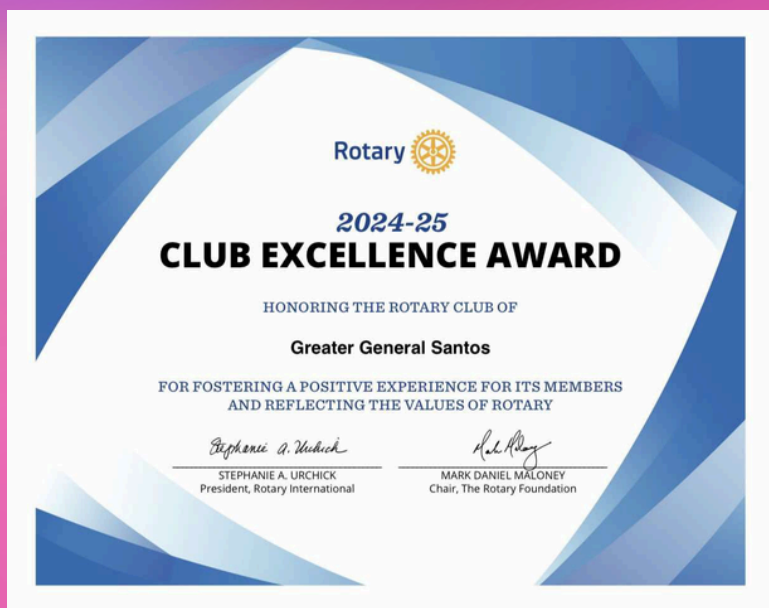 Rotary
2024-25
CLUB EXCELLENCE AWARD
HONORING THE ROTARY CLUB OF
Greater General Santos
FOR FOSTERING A POSITIVE EXPERIENCE FOR ITS MEMBERS
AND REFLECTING THE VALUES OF ROTARY
Stephanie A. Urchick
STEPHANIE A. URCHICK
President, Rotary International
MARK DANIEL MALONEY
Chair, The Rotary Foundation